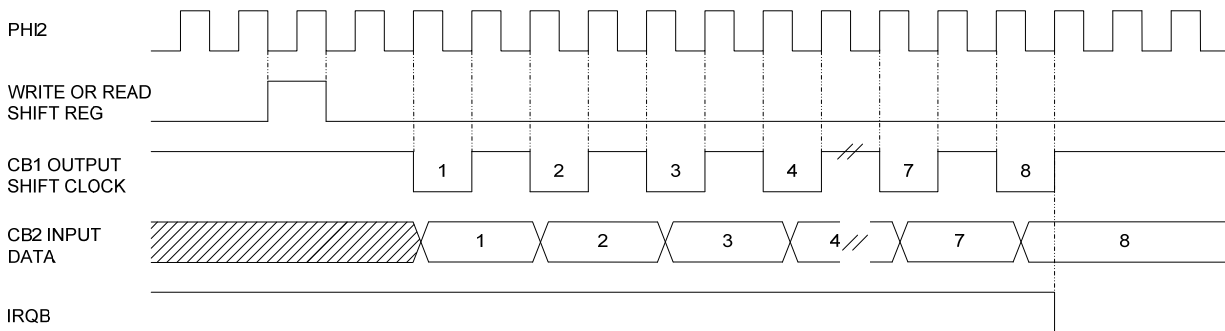 PHI2
WRITE OR READ
SHIFT REG
CB1 OUTPUT
SHIFT CLOCK
1 2 3 4 7 8
CB2 INPUT
DATA
1 2 3 4 7 8
IRQB